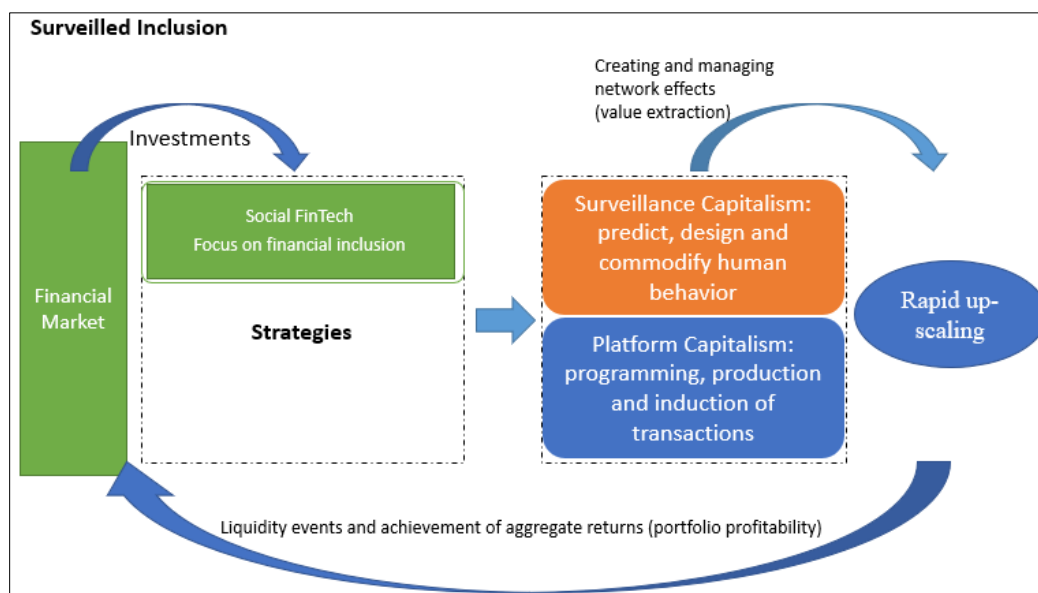 Surveilled Inclusion
Creating and managing
network effects
(value extraction)
Investments
Social FinTech
Focus on financial inclusion
Financial
Market
Strategies
Surveillance Capitalism:
predict, design and
commodify human
behavior
Platform Capitalism:
programming, production
and induction of
transactions
Rapid up-
scaling
Liquidity events and achievement of aggregate returns (portfolio profitability)